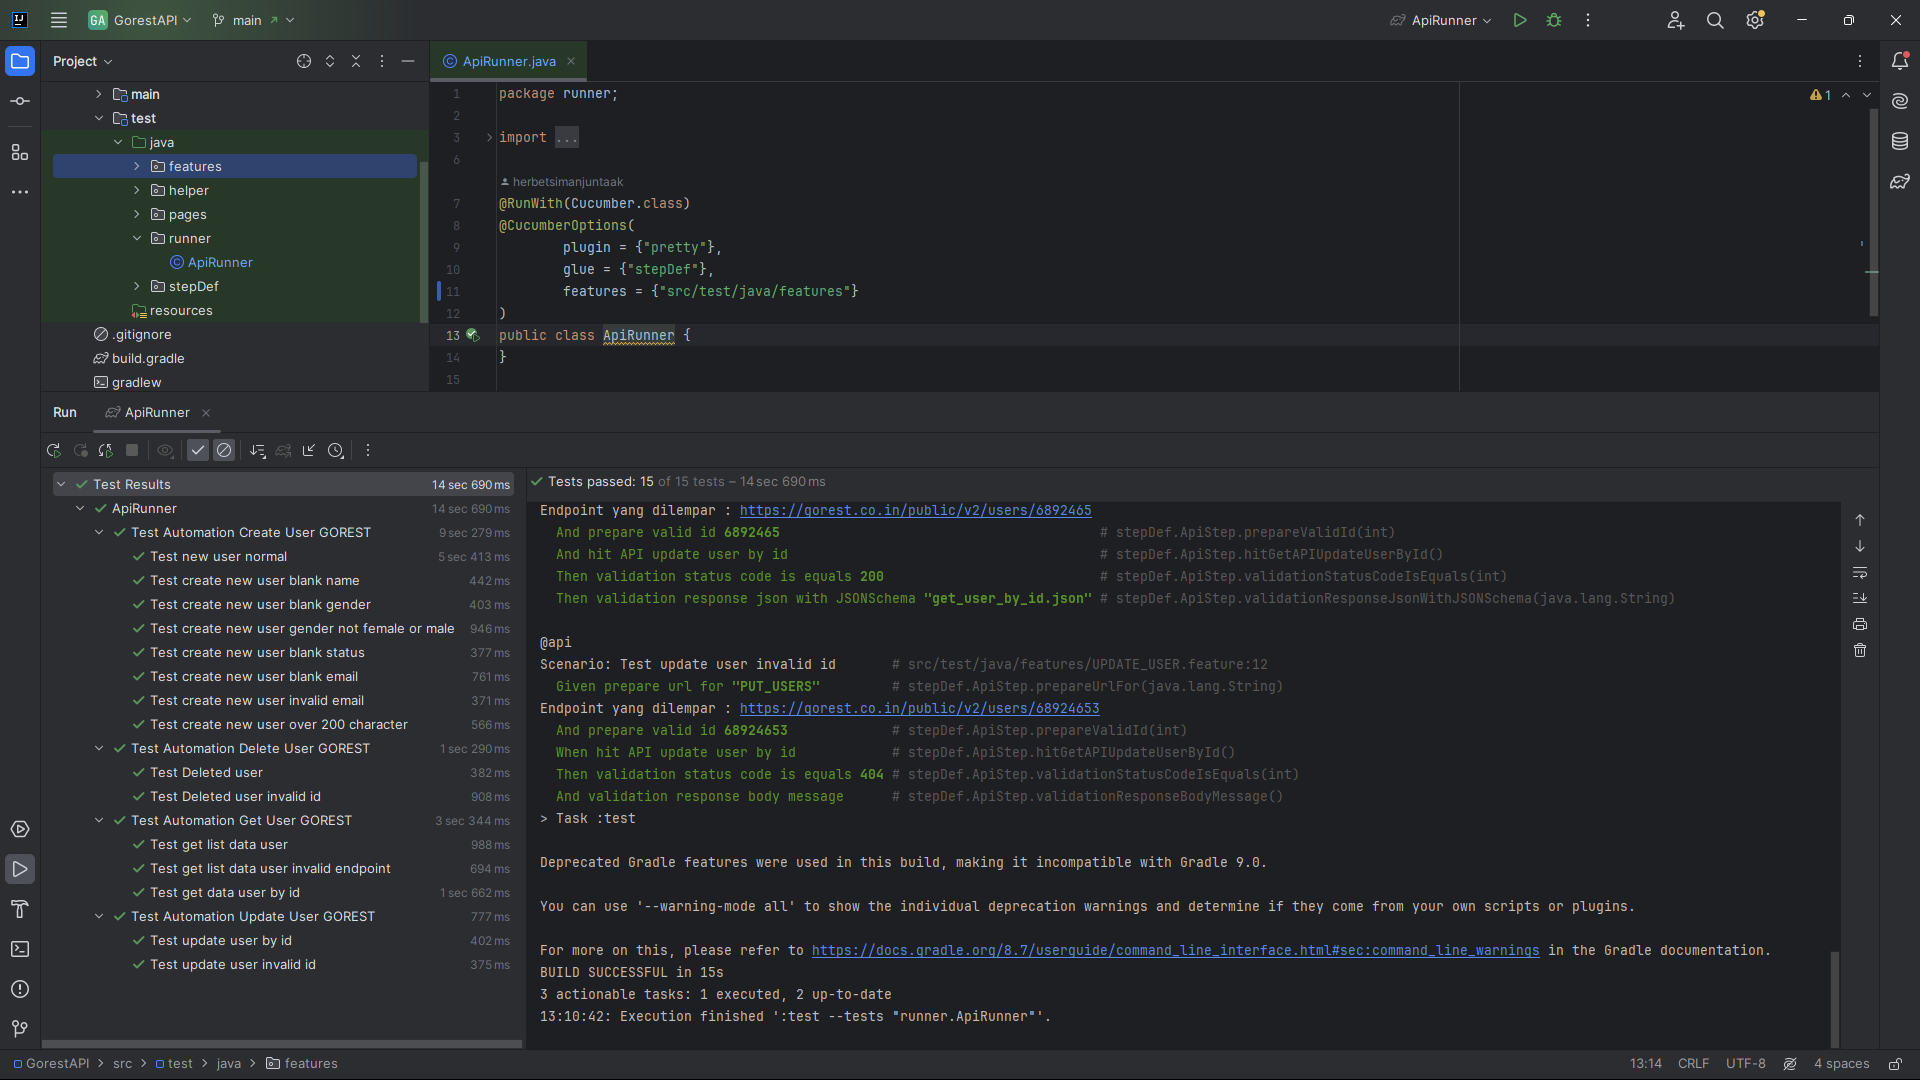 GA GorestAPI main ApiRunner
Project
ApiRunner.java
main
test
java
features
helper
pages
runner
ApiRunner
stepDef
resources
.gitignore
build.gradle
gradlew
1 package runner;
2
3 import ...
6
herbetsimanjuntaak
7 @RunWith(Cucumber.class)
8 @CucumberOptions(
9 plugin = {"pretty"},
10 glue = {"stepDef"},
11 features = {"src/test/java/features"}
12 )
13 public class ApiRunner {
14 }
15
1
Run ApiRunner
Test Results 14 sec 690 ms
ApiRunner 14 sec 690 ms
Test Automation Create User GOREST 9 sec 279 ms
Test new user normal 5 sec 413 ms
Test create new user blank name 442 ms
Test create new user blank gender 403 ms
Test create new user gender not female or male 946 ms
Test create new user blank status 377 ms
Test create new user blank email 761 ms
Test create new user invalid email 371 ms
Test create new user over 200 character 566 ms
Test Automation Delete User GOREST 1 sec 290 ms
Test Deleted user 382 ms
Test Deleted user invalid id 908 ms
Test Automation Get User GOREST 3 sec 344 ms
Test get list data user 988 ms
Test get list data user invalid endpoint 694 ms
Test get data user by id 1 sec 662 ms
Test Automation Update User GOREST 777 ms
Test update user by id 402 ms
Test update user invalid id 375 ms
Tests passed: 15 of 15 tests – 14 sec 690 ms
Endpoint yang dilempar : https://gorest.co.in/public/v2/users/6892465
And prepare valid id 6892465 # stepDef.ApiStep.prepareValidId(int)
And hit API update user by id # stepDef.ApiStep.hitGetAPIUpdateUserById()
Then validation status code is equals 200 # stepDef.ApiStep.validationStatusCodeIsEquals(int)
Then validation response json with JSONSchema "get_user_by_id.json" # stepDef.ApiStep.validationResponseJsonWithJSONSchema(java.lang.String)
@api
Scenario: Test update user invalid id # src/test/java/features/UPDATE_USER.feature:12
Given prepare url for "PUT_USERS" # stepDef.ApiStep.prepareUrlFor(java.lang.String)
Endpoint yang dilempar : https://gorest.co.in/public/v2/users/68924653
And prepare valid id 68924653 # stepDef.ApiStep.prepareValidId(int)
When hit API update user by id # stepDef.ApiStep.hitGetAPIUpdateUserById()
Then validation status code is equals 404 # stepDef.ApiStep.validationStatusCodeIsEquals(int)
And validation response body message # stepDef.ApiStep.validationResponseBodyMessage()
> Task :test
Deprecated Gradle features were used in this build, making it incompatible with Gradle 9.0.
You can use '--warning-mode all' to show the individual deprecation warnings and determine if they come from your own scripts or plugins.
For more on this, please refer to https://docs.gradle.org/8.7/userguide/command_line_interface.html#sec:command_line_warnings in the Gradle documentation.
BUILD SUCCESSFUL in 15s
3 actionable tasks: 1 executed, 2 up-to-date
13:10:42: Execution finished ':test --tests "runner.ApiRunner"'.
GorestAPI > src > test > java > features 13:14 CRLF UTF-8 4 spaces